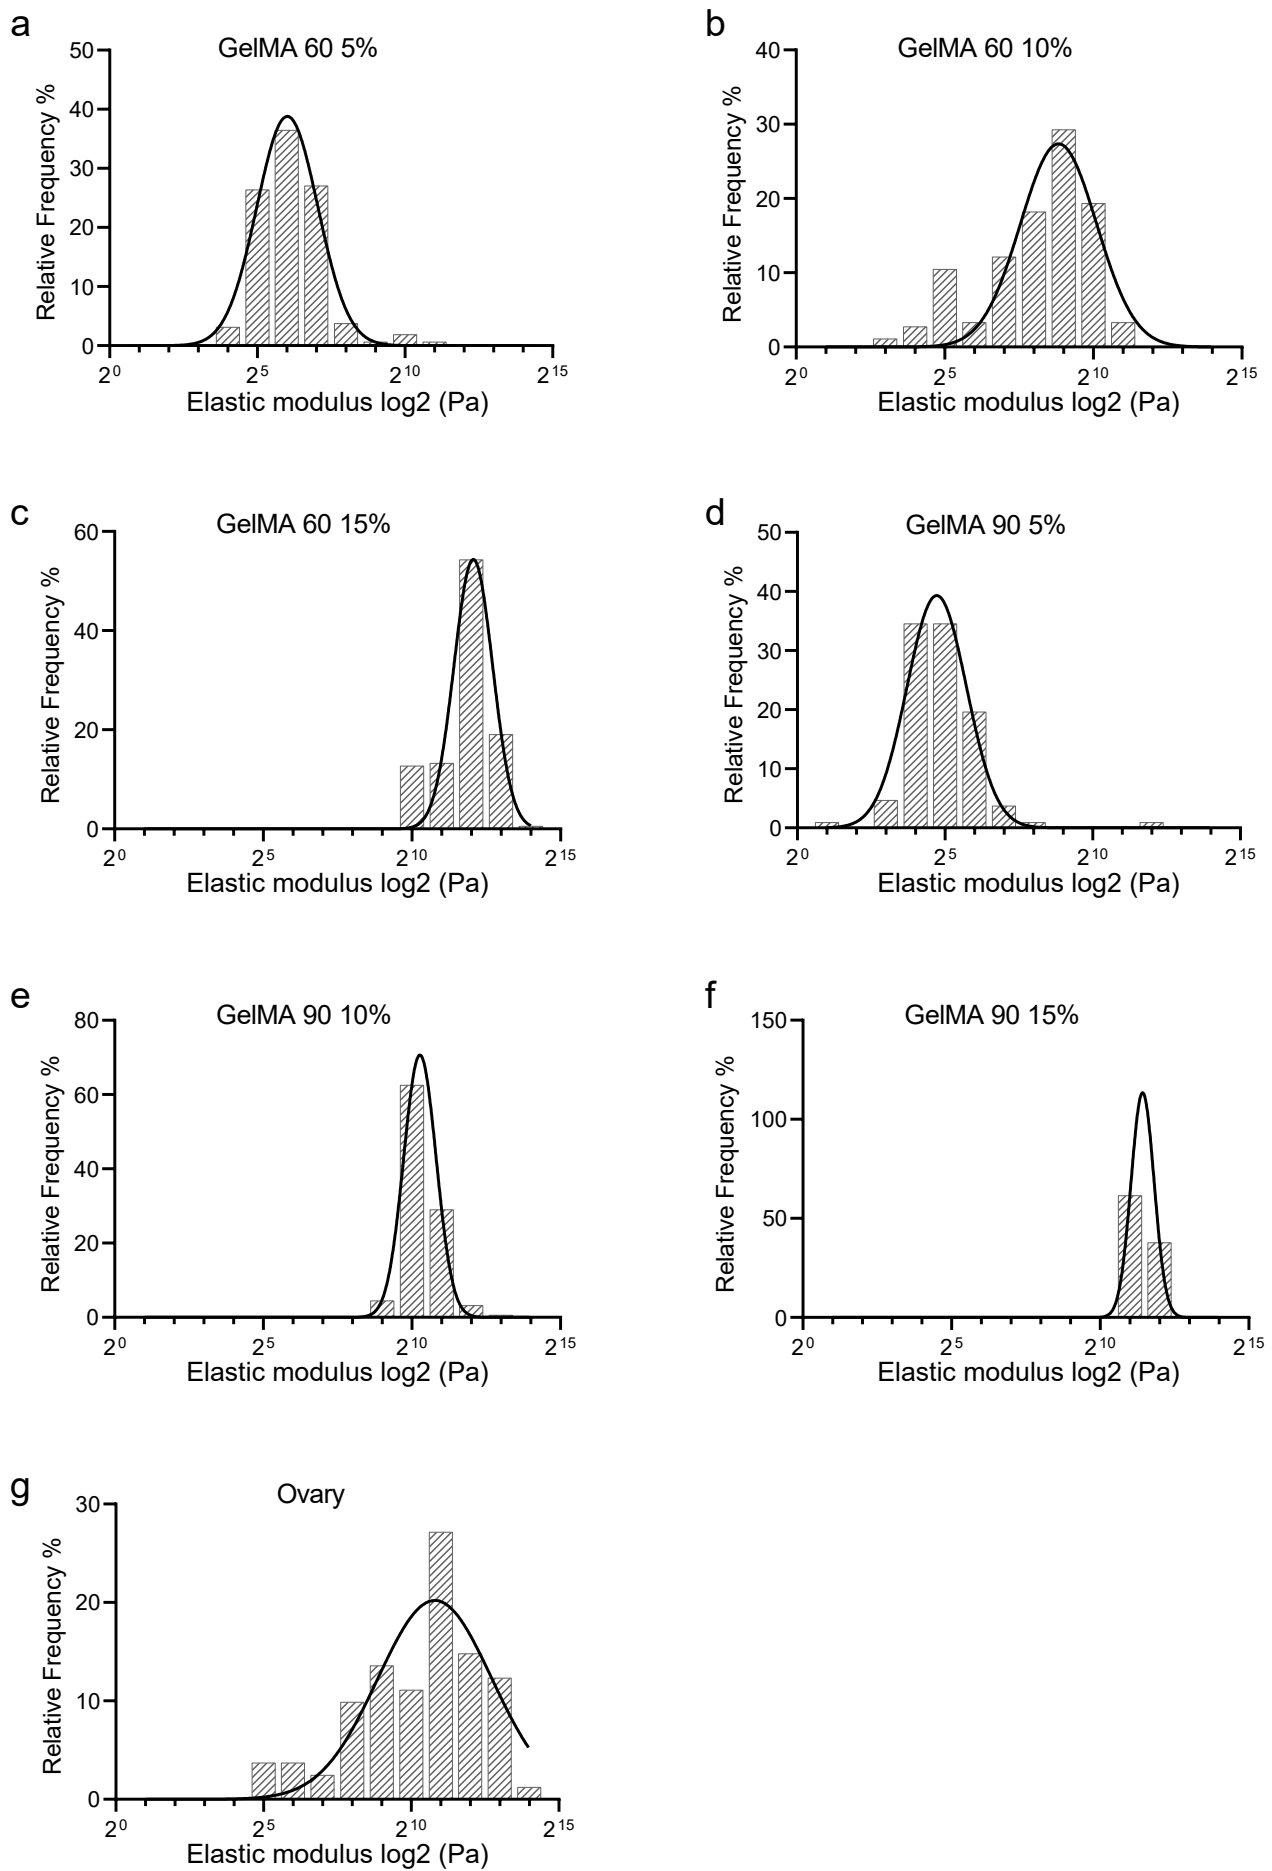 a
GelMA 60 5%
50
40
30
20
10
0
Relative Frequency %
2⁰ 2⁵ 2¹⁰ 2¹⁵
Elastic modulus log2 (Pa)
b
GelMA 60 10%
40
30
20
10
0
Relative Frequency %
2⁰ 2⁵ 2¹⁰ 2¹⁵
Elastic modulus log2 (Pa)
c
GelMA 60 15%
60
40
20
0
Relative Frequency %
2⁰ 2⁵ 2¹⁰ 2¹⁵
Elastic modulus log2 (Pa)
d
GelMA 90 5%
50
40
30
20
10
0
Relative Frequency %
2⁰ 2⁵ 2¹⁰ 2¹⁵
Elastic modulus log2 (Pa)
e
GelMA 90 10%
80
60
40
20
0
Relative Frequency %
2⁰ 2⁵ 2¹⁰ 2¹⁵
Elastic modulus log2 (Pa)
f
GelMA 90 15%
150
100
50
0
Relative Frequency %
2⁰ 2⁵ 2¹⁰ 2¹⁵
Elastic modulus log2 (Pa)
g
Ovary
30
20
10
0
Relative Frequency %
2⁰ 2⁵ 2¹⁰ 2¹⁵
Elastic modulus log2 (Pa)